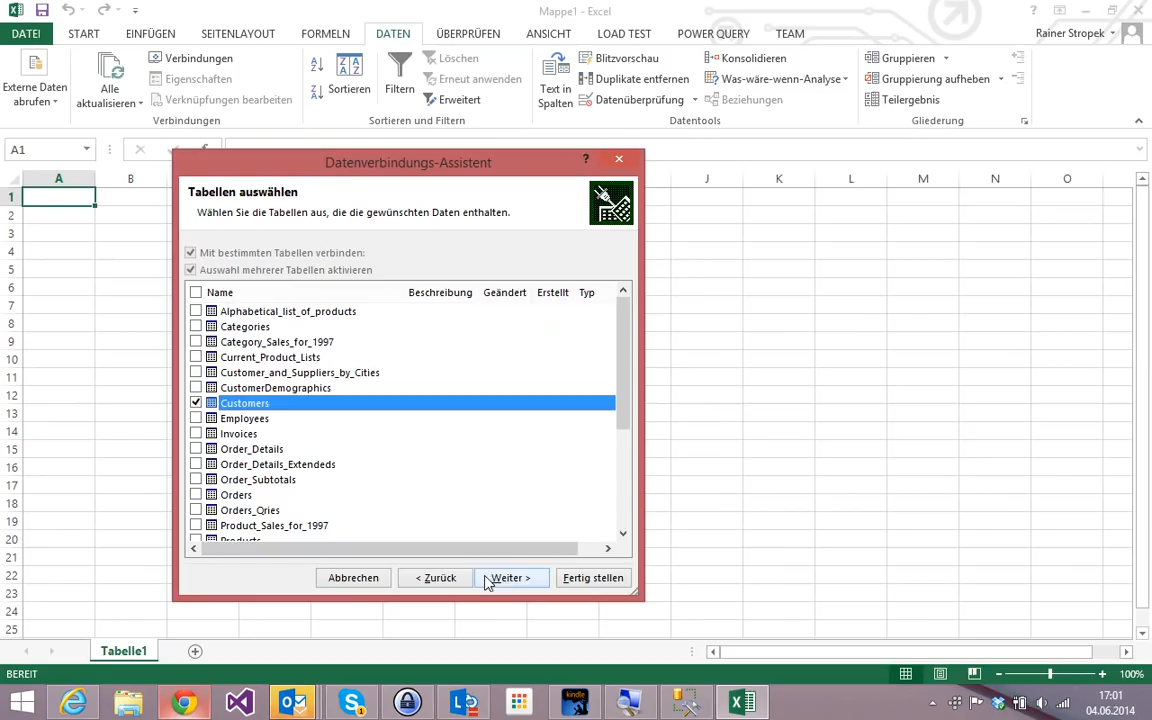 Mappe1 - Excel
DATEI START EINFÜGEN SEITENLAYOUT FORMELN DATEN ÜBERPRÜFEN ANSICHT LOAD TEST POWER QUERY TEAM Rainer Stropek
Externe Daten abrufen
Alle aktualisieren
Verbindungen
Eigenschaften
Verknüpfungen bearbeiten
Verbindungen
Sortieren
Filtern
Löschen
Erneut anwenden
Erweitert
Sortieren und Filtern
Text in Spalten
Blitzvorschau
Duplikate entfernen
Datenüberprüfung
Konsolidieren
Was-wäre-wenn-Analyse
Beziehungen
Datentools
Gruppieren
Gruppierung aufheben
Teilergebnis
Gliederung
A1
A B J K L M N O
1
2
3
4
5
6
7
8
9
10
11
12
13
14
15
16
17
18
19
20
21
22
23
24
25
Datenverbindungs-Assistent
Tabellen auswählen
Wählen Sie die Tabellen aus, die die gewünschten Daten enthalten.
Mit bestimmten Tabellen verbinden:
Auswahl mehrerer Tabellen aktivieren
Name Beschreibung Geändert Erstellt Typ
Alphabetical_list_of_products
Categories
Category_Sales_for_1997
Current_Product_Lists
Customer_and_Suppliers_by_Cities
CustomerDemographics
Customers
Employees
Invoices
Order_Details
Order_Details_Extendeds
Order_Subtotals
Orders
Orders_Qries
Product_Sales_for_1997
Products
Abbrechen < Zurück Weiter > Fertig stellen
Tabelle1
BEREIT 100%
kindle
17:01
04.06.2014